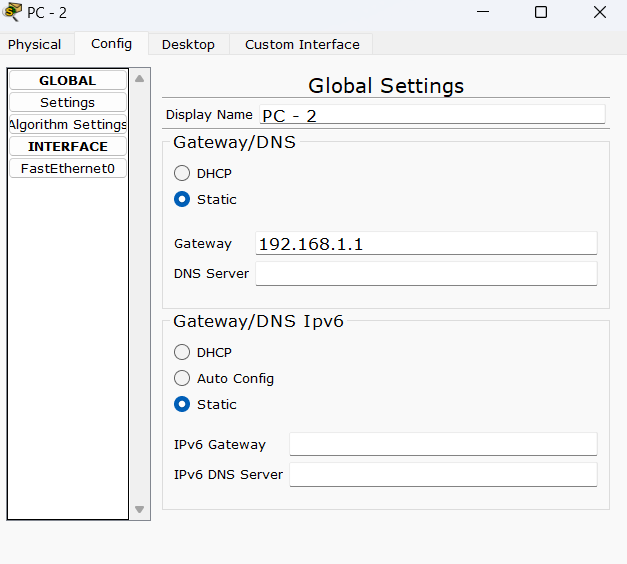 PC - 2
Physical Config Desktop Custom Interface
GLOBAL
Settings
Algorithm Settings
INTERFACE
FastEthernet0
Global Settings
Display Name PC - 2
Gateway/DNS
DHCP
Static
Gateway 192.168.1.1
DNS Server
Gateway/DNS Ipv6
DHCP
Auto Config
Static
IPv6 Gateway
IPv6 DNS Server